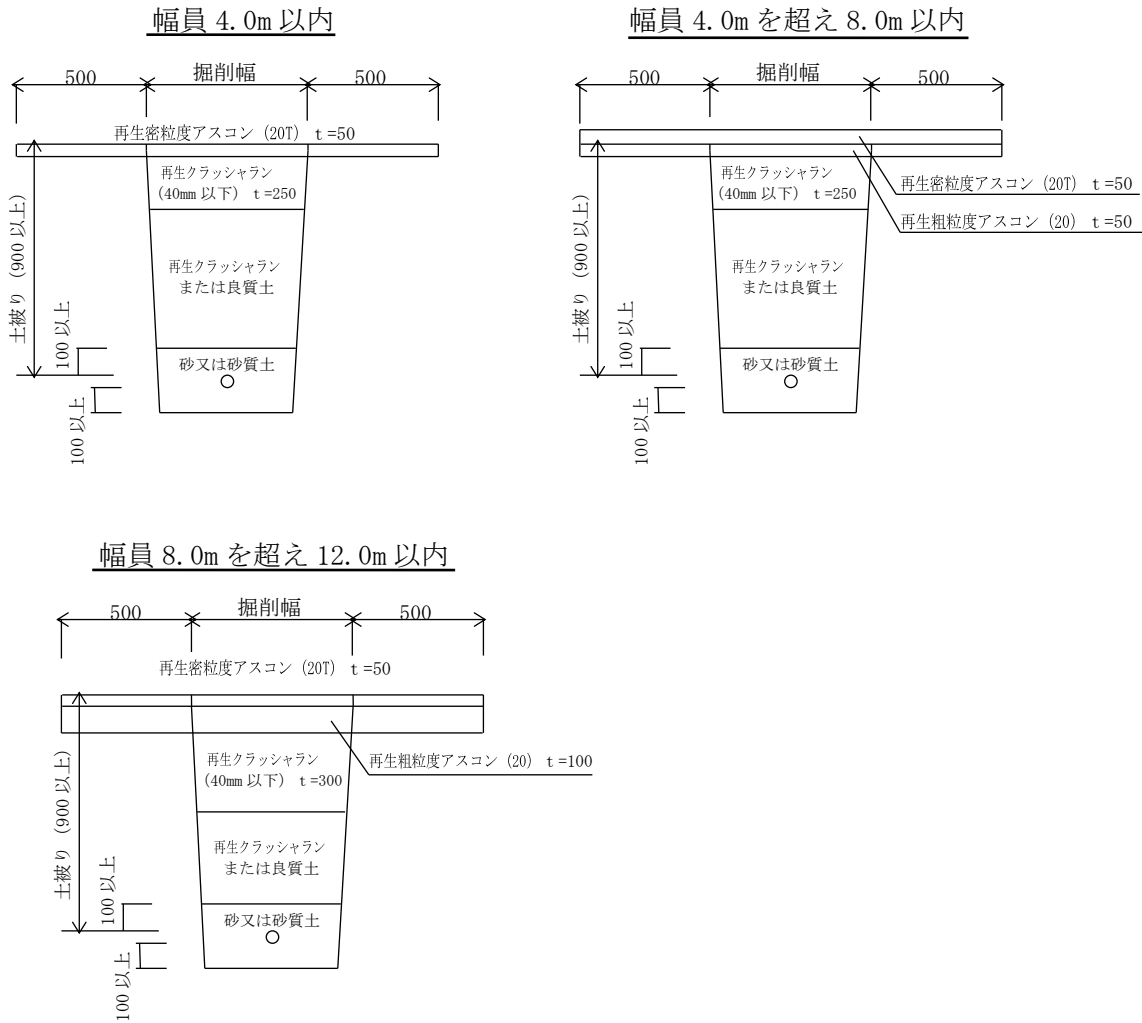 幅員 4.0m 以内
500
掘削幅
500
再生密粒度アスコン (20T) t=50
再生クラッシャラン
(40mm 以下) t=250
再生クラッシャラン
または良質土
砂又は砂質土
土被り (900 以上)
100 以上
100 以上
幅員 4.0m を超え 8.0m 以内
500
掘削幅
500
再生クラッシャラン
(40mm 以下) t=250
再生密粒度アスコン (20T) t=50
再生粗粒度アスコン (20) t=50
再生クラッシャラン
または良質土
砂又は砂質土
土被り (900 以上)
100 以上
100 以上
幅員 8.0m を超え 12.0m 以内
500
掘削幅
500
再生密粒度アスコン (20T) t=50
再生クラッシャラン
(40mm 以下) t=300
再生粗粒度アスコン (20) t=100
再生クラッシャラン
または良質土
砂又は砂質土
土被り (900 以上)
100 以上
100 以上